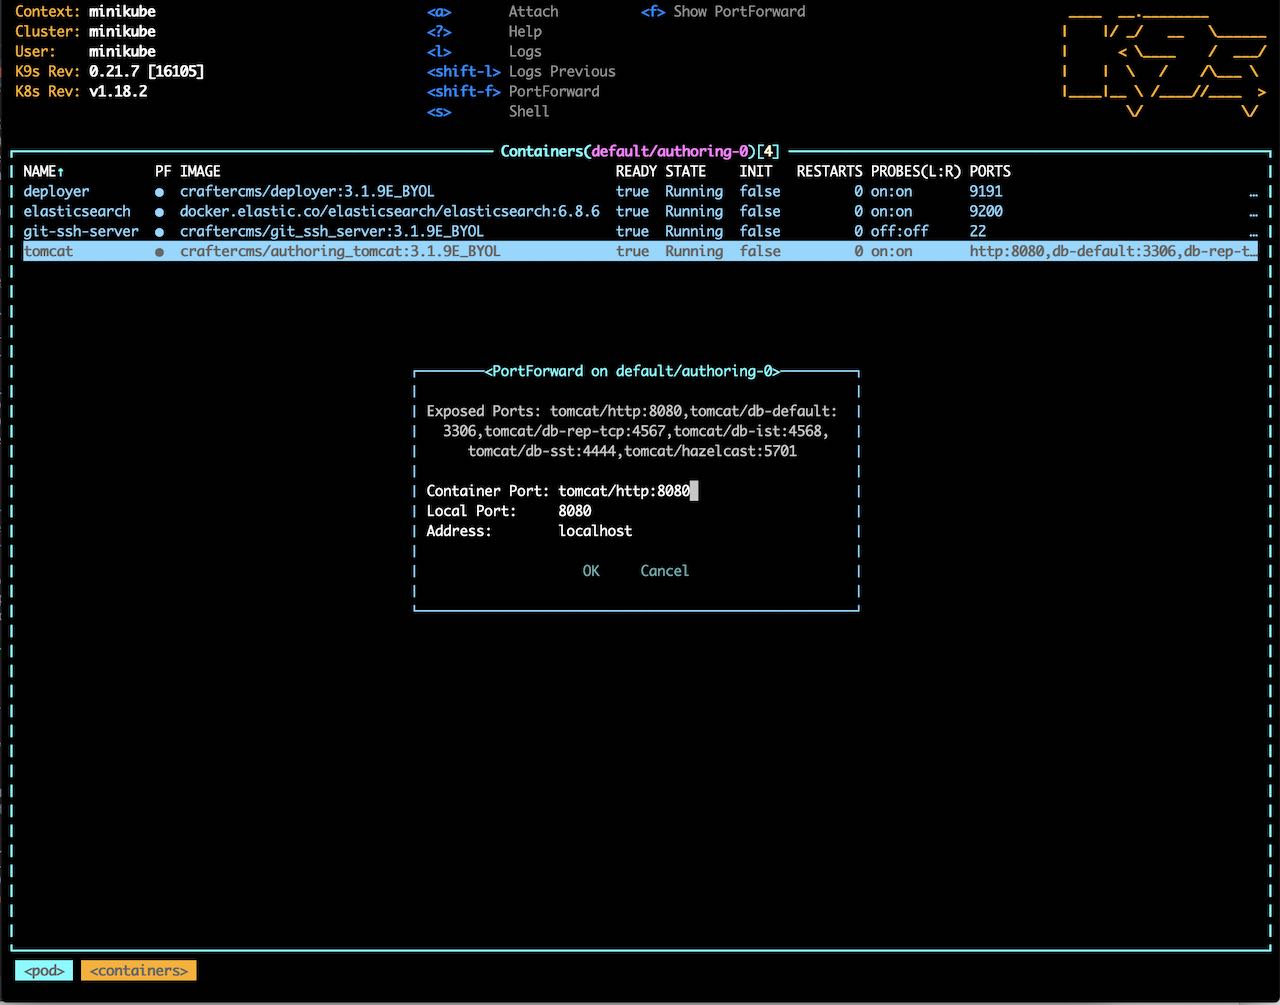 Context: minikube <a> Attach <f> Show PortForward
Cluster: minikube <?> Help
User: minikube <l> Logs
K9s Rev: 0.21.7 [16105] <shift-l> Logs Previous
K8s Rev: v1.18.2 <shift-f> PortForward
<s> Shell
Containers(default/authoring-0)[4]
NAME↑ PF IMAGE READY STATE INIT RESTARTS PROBES(L:R) PORTS
deployer ● craftercms/deployer:3.1.9E_BYOL true Running false 0 on:on 9191 …
elasticsearch ● docker.elastic.co/elasticsearch/elasticsearch:6.8.6 true Running false 0 on:on 9200 …
git-ssh-server ● craftercms/git_ssh_server:3.1.9E_BYOL true Running false 0 off:off 22 …
tomcat ● craftercms/authoring_tomcat:3.1.9E_BYOL true Running false 0 on:on http:8080,db-default:3306,db-rep-t…
<PortForward on default/authoring-0>
Exposed Ports: tomcat/http:8080,tomcat/db-default:
3306,tomcat/db-rep-tcp:4567,tomcat/db-ist:4568,
tomcat/db-sst:4444,tomcat/hazelcast:5701
Container Port: tomcat/http:8080
Local Port: 8080
Address: localhost
OK Cancel
<pod> <containers>